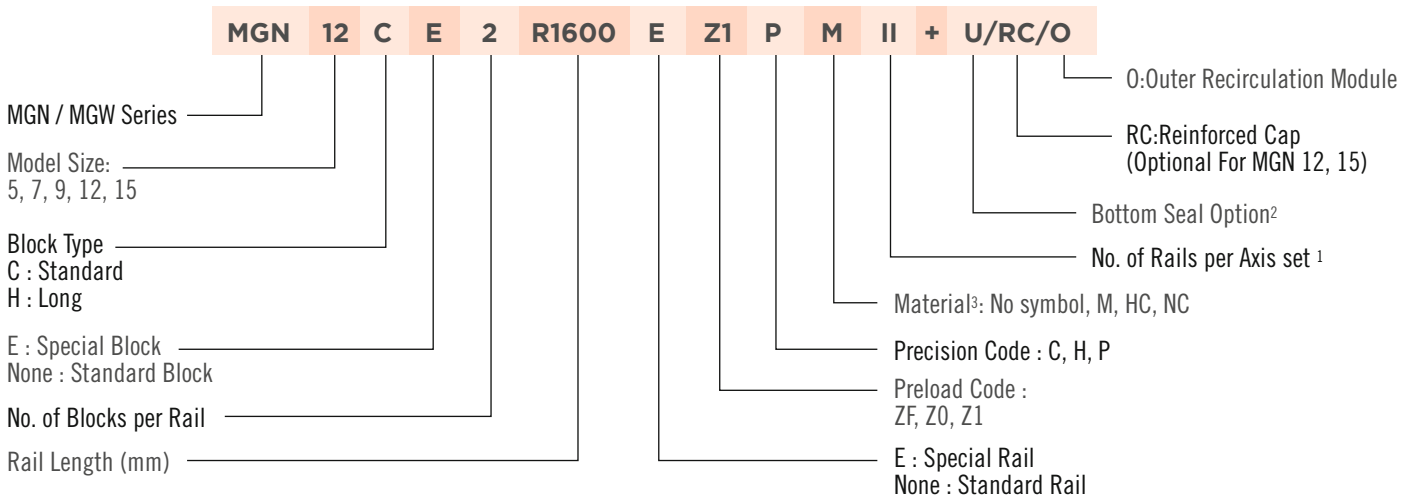 MGN 12 C E 2 R1600 E Z1 P M II + U/RC/O
MGN / MGW Series
Model Size:
5, 7, 9, 12, 15
Block Type
C : Standard
H : Long
E : Special Block
None : Standard Block
No. of Blocks per Rail
Rail Length (mm)
O:Outer Recirculation Module
RC:Reinforced Cap
(Optional For MGN 12, 15)
Bottom Seal Option²
No. of Rails per Axis set ¹
Material³: No symbol, M, HC, NC
Precision Code : C, H, P
Preload Code :
ZF, Z0, Z1
E : Special Rail
None : Standard Rail